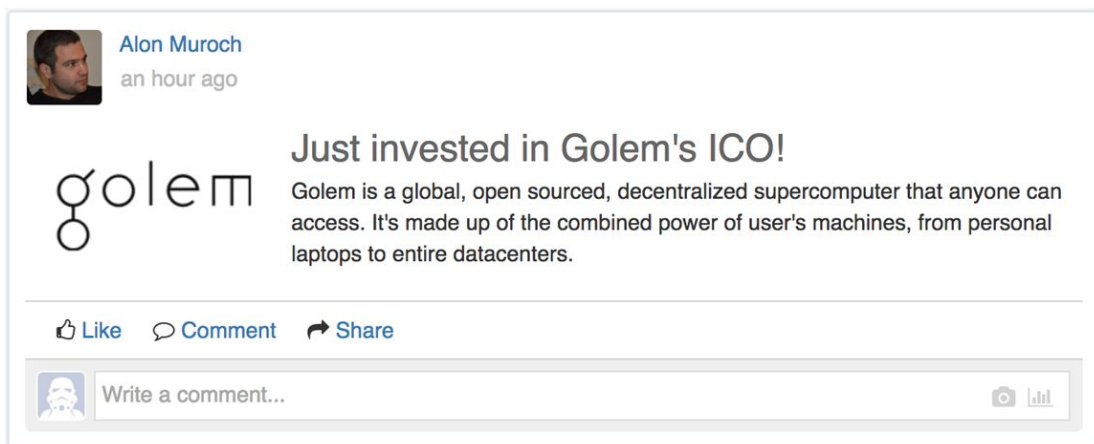 Alon Muroch
an hour ago
golem
Just invested in Golem's ICO!
Golem is a global, open sourced, decentralized supercomputer that anyone can
access. It's made up of the combined power of user's machines, from personal
laptops to entire datacenters.
Like Comment Share
Write a comment...